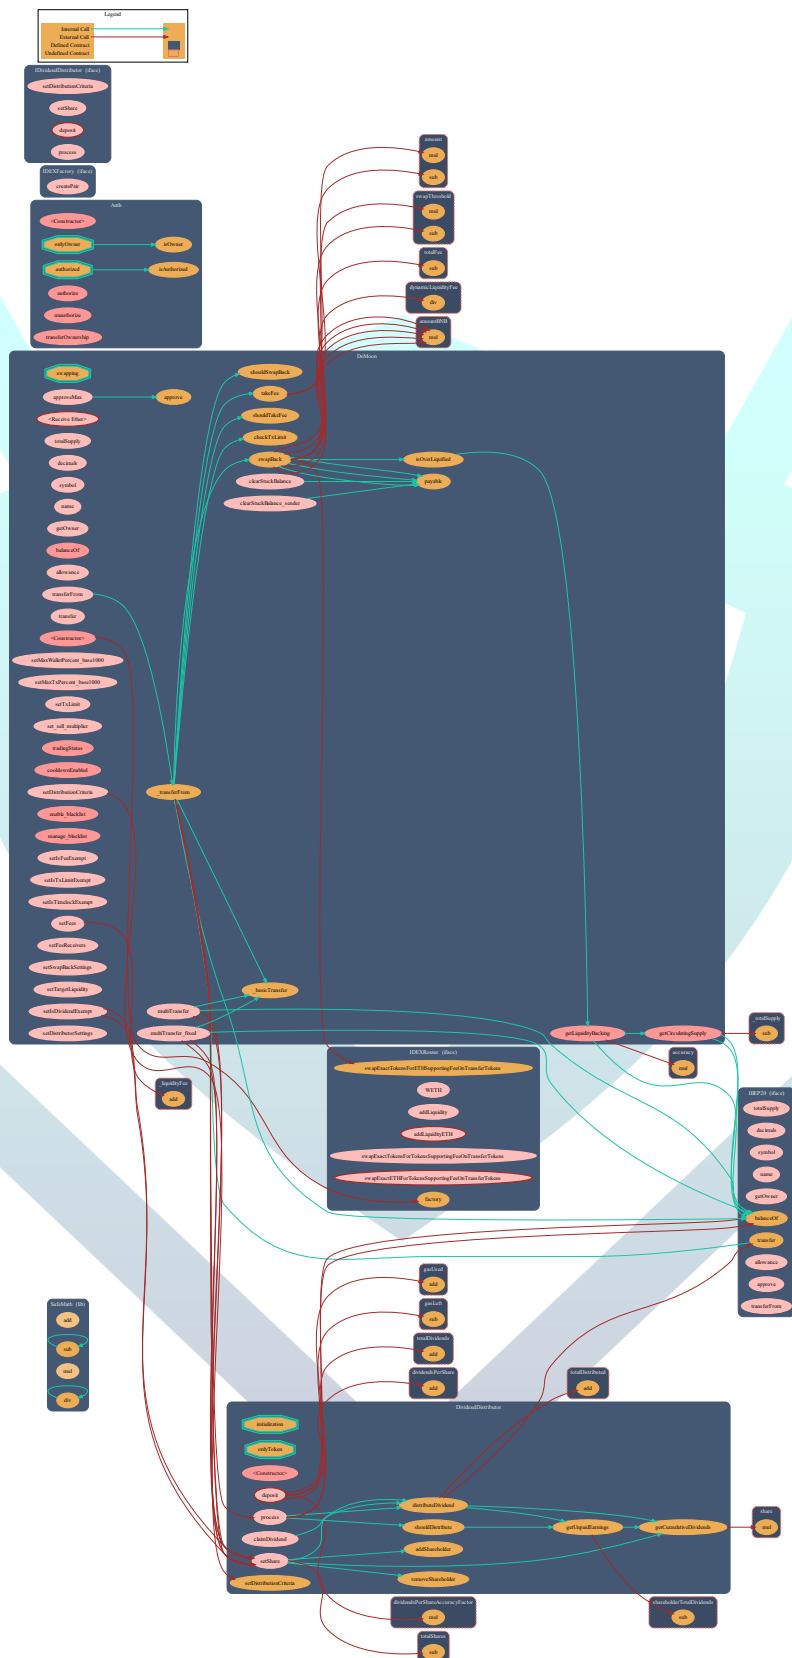 Legend
Internal Call
External Call
Defined Contract
Undefined Contract
IDividendDistributor (iface)
setDistributionCriteria
setShare
deposit
process
IDEXFactory (iface)
createPair
Auth
<Constructor>
onlyOwner
isOwner
authorized
isAuthorized
authorize
unauthorize
transferOwnership
amount
mul
sub
swapThreshold
mul
sub
totalFee
sub
dynamicLiquidityFee
div
amountBNB
mul
DeMoon
swapping
approveMax
approve
<Receive Ether>
totalSupply
decimals
symbol
name
getOwner
balanceOf
allowance
transferFrom
transfer
<Constructor>
setMaxWalletPercent_base1000
setMaxTxPercent_base1000
setTxLimit
set_sell_multiplier
tradingStatus
cooldownEnabled
setDistributionCriteria
enable_blacklist
manage_blacklist
setIsFeeExempt
setIsTxLimitExempt
setIsTimelockExempt
setFees
setFeeReceivers
setSwapBackSettings
setTargetLiquidity
setIsDividendExempt
setDistributorSettings
shouldSwapBack
takeFee
shouldTakeFee
checkTxLimit
swapBack
clearStuckBalance
clearStuckBalance_sender
isOverLiquified
payable
_transferFrom
_basicTransfer
multiTransfer
multiTransfer_fixed
getLiquidityBacking
getCirculatingSupply
_totalSupply
sub
accuracy
mul
_liquidityFee
add
IDEXRouter (iface)
swapExactTokensForETHSupportingFeeOnTransferTokens
WETH
addLiquidity
addLiquidityETH
swapExactTokensForTokensSupportingFeeOnTransferTokens
swapExactETHForTokensSupportingFeeOnTransferTokens
factory
IBEP20 (iface)
totalSupply
decimals
symbol
name
getOwner
balanceOf
transfer
allowance
approve
transferFrom
SafeMath (lib)
add
sub
mul
div
gasUsed
add
gasLeft
sub
totalDividends
add
dividendsPerShare
add
totalDistributed
add
DividendDistributor
initialization
onlyToken
<Constructor>
deposit
process
claimDividend
setShare
setDistributionCriteria
distributeDividend
shouldDistribute
addShareholder
removeShareholder
getUnpaidEarnings
getCumulativeDividends
share
mul
dividendsPerShareAccuracyFactor
mul
shareholderTotalDividends
sub
totalShares
sub